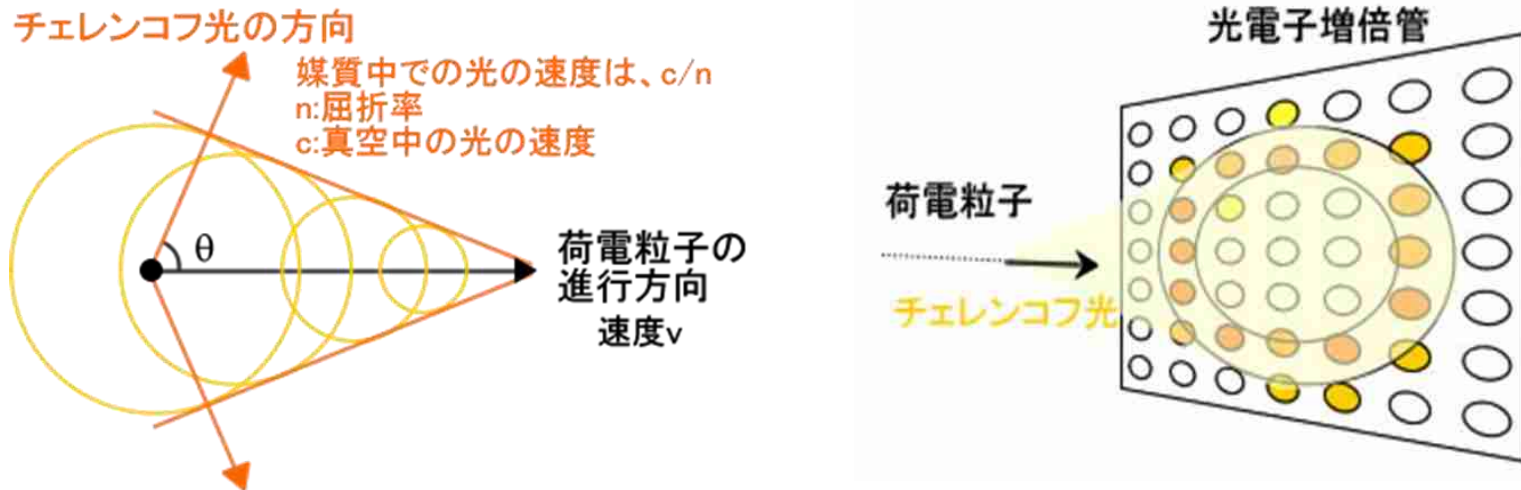 チェレンコフ光の方向
媒質中での光の速度は、c/n
n:屈折率
c:真空中の光の速度
θ
荷電粒子の
進行方向
速度v
光電子増倍管
荷電粒子
チェレンコフ光